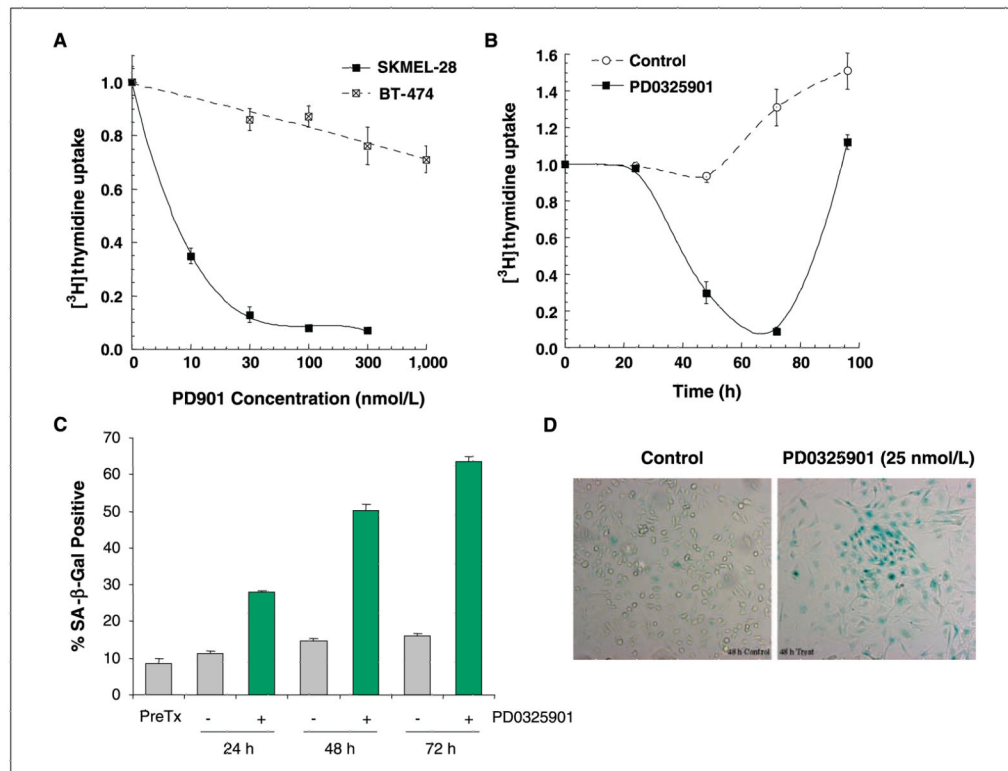 A
SKMEL-28
BT-474
[³H]thymidine uptake
1.0
0.8
0.6
0.4
0.2
0.0
0 10 30 100 300 1,000
PD901 Concentration (nmol/L)
B
Control
PD0325901
[³H]thymidine uptake
1.6
1.4
1.2
1.0
0.8
0.6
0.4
0.2
0.0
0 20 40 60 80 100
Time (h)
C
% SA-β-Gal Positive
70
60
50
40
30
20
10
0
PreTx - + - + - + PD0325901
24 h 48 h 72 h
D
Control PD0325901 (25 nmol/L)
48 h Control 48 h Treat